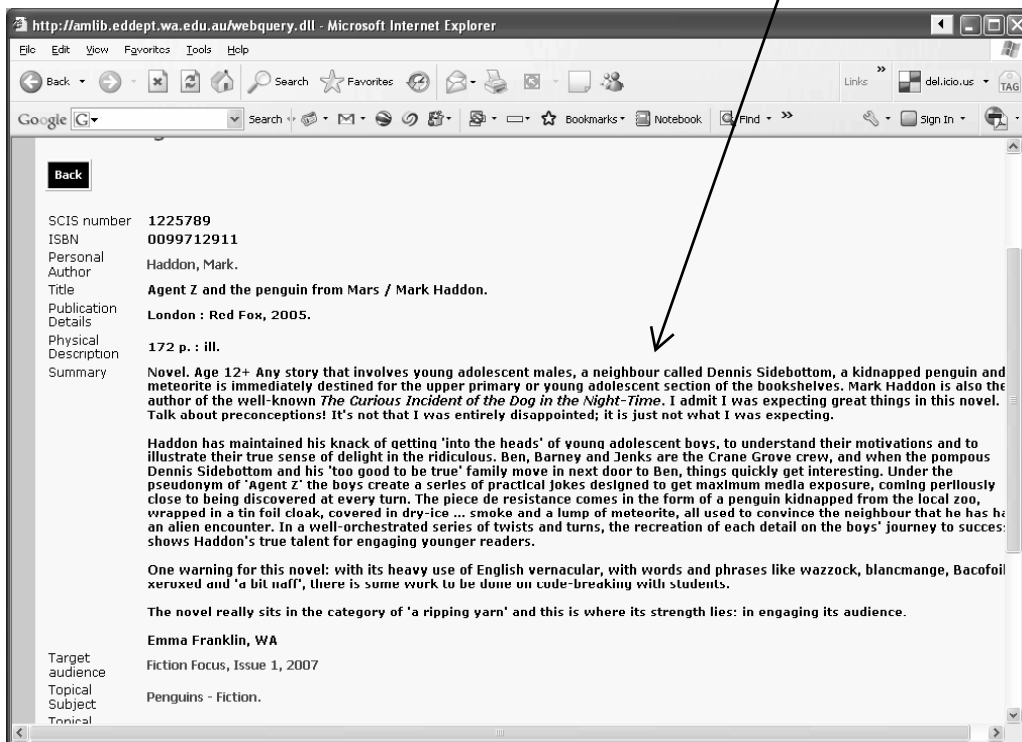 http://amlib.eddept.wa.edu.au/webquery.dll - Microsoft Internet Explorer
File Edit View Favorites Tools Help
Back Search Favorites Links » del.icio.us TAG
Google G Search Bookmarks Notebook Find » Sign In
Back
SCIS number 1225789
ISBN 0099712911
Personal Author Haddon, Mark.
Title Agent Z and the penguin from Mars / Mark Haddon.
Publication Details London : Red Fox, 2005.
Physical Description 172 p. : ill.
Summary Novel. Age 12+ Any story that involves young adolescent males, a neighbour called Dennis Sidebottom, a kidnapped penguin and
meteorite is immediately destined for the upper primary or young adolescent section of the bookshelves. Mark Haddon is also the
author of the well-known The Curious Incident of the Dog in the Night-Time. I admit I was expecting great things in this novel.
Talk about preconceptions! It's not that I was entirely disappointed; it is just not what I was expecting.
Haddon has maintained his knack of getting 'into the heads' of young adolescent boys, to understand their motivations and to
illustrate their true sense of delight in the ridiculous. Ben, Barney and Jenks are the Crane Grove crew, and when the pompous
Dennis Sidebottom and his 'too good to be true' family move in next door to Ben, things quickly get interesting. Under the
pseudonym of 'Agent Z' the boys create a series of practical jokes designed to get maximum media exposure, coming perilously
close to being discovered at every turn. The piece de resistance comes in the form of a penguin kidnapped from the local zoo,
wrapped in a tin foil cloak, covered in dry-ice ... smoke and a lump of meteorite, all used to convince the neighbour that he has ha
an alien encounter. In a well-orchestrated series of twists and turns, the recreation of each detail on the boys' journey to succes
shows Haddon's true talent for engaging younger readers.
One warning for this novel: with its heavy use of English vernacular, with words and phrases like wazzock, blancmange, Bacofoil
xeroxed and 'a bit naff', there is some work to be done on code-breaking with students.
The novel really sits in the category of 'a ripping yarn' and this is where its strength lies: in engaging its audience.
Emma Franklin, WA
Target audience Fiction Focus, Issue 1, 2007
Topical Subject Penguins - Fiction.
Topical